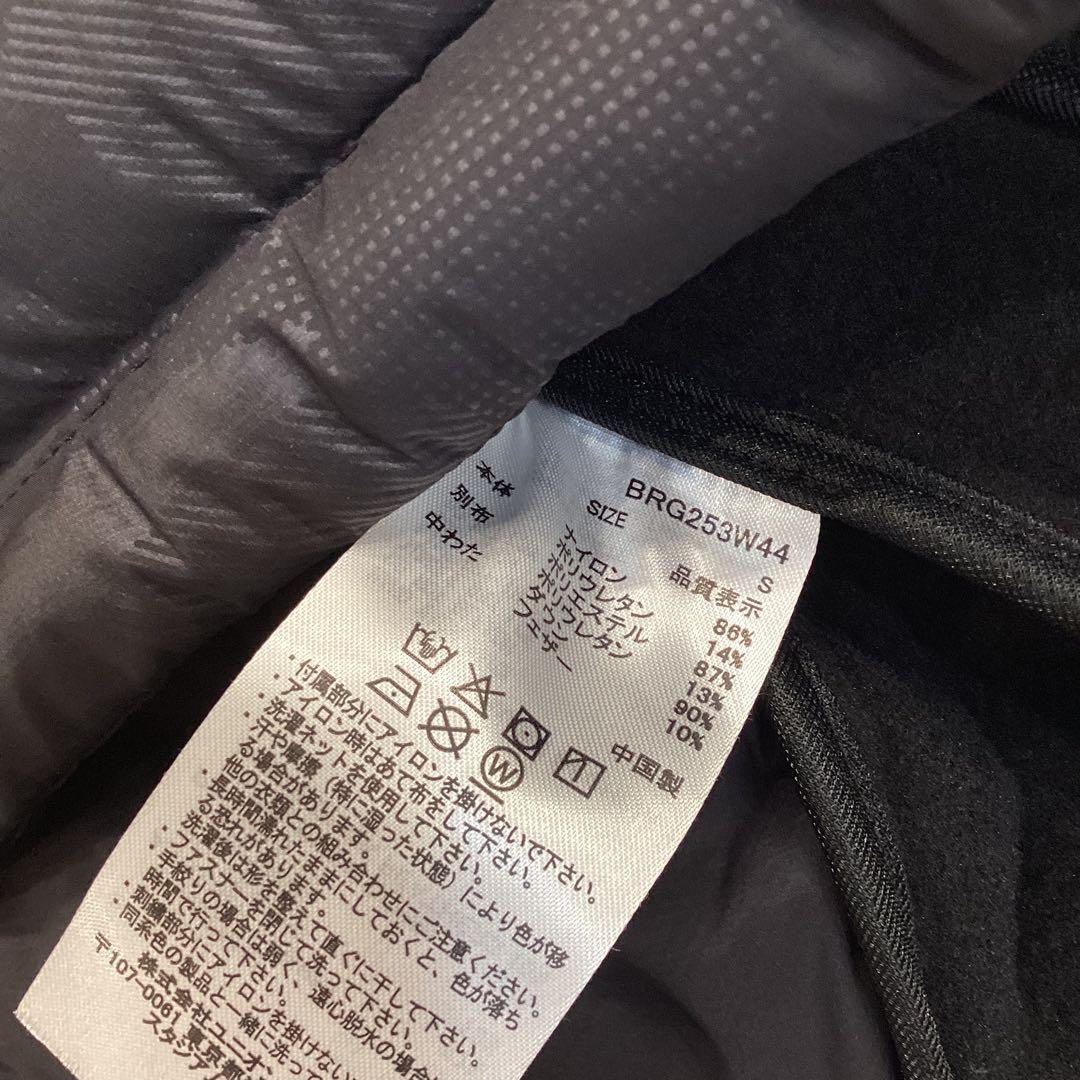 BRG253W44
SIZE S
品質表示
本体 ナイロン 86%
ポリウレタン 14%
別布 ポリエステル 87%
ポリウレタン 13%
中わた ダウン 90%
フェザー 10%
中国製
W
・付属部分にアイロンを掛けないで下さい。
・アイロン時はあて布をして下さい。
・洗濯ネットを使用して下さい。
・汗や摩擦(特に湿った状態)により色が移
る場合があります。
他の衣類との組み合わせにご注意ください。
・長時間濡れたままにしておくと、色が落ち
る恐れがあります。
・ファスナーを閉じて洗って下さい。
・洗濯後は形を整えて直ぐに干して下さい。
・手絞りの場合は弱く、遠心脱水の場合
時間で行って下さい。
・刺繍部分にアイロンを掛けない
・同系色の製品と一緒に洗っ
株式会社ユニオ
〒107-0061 東京都
スタジア